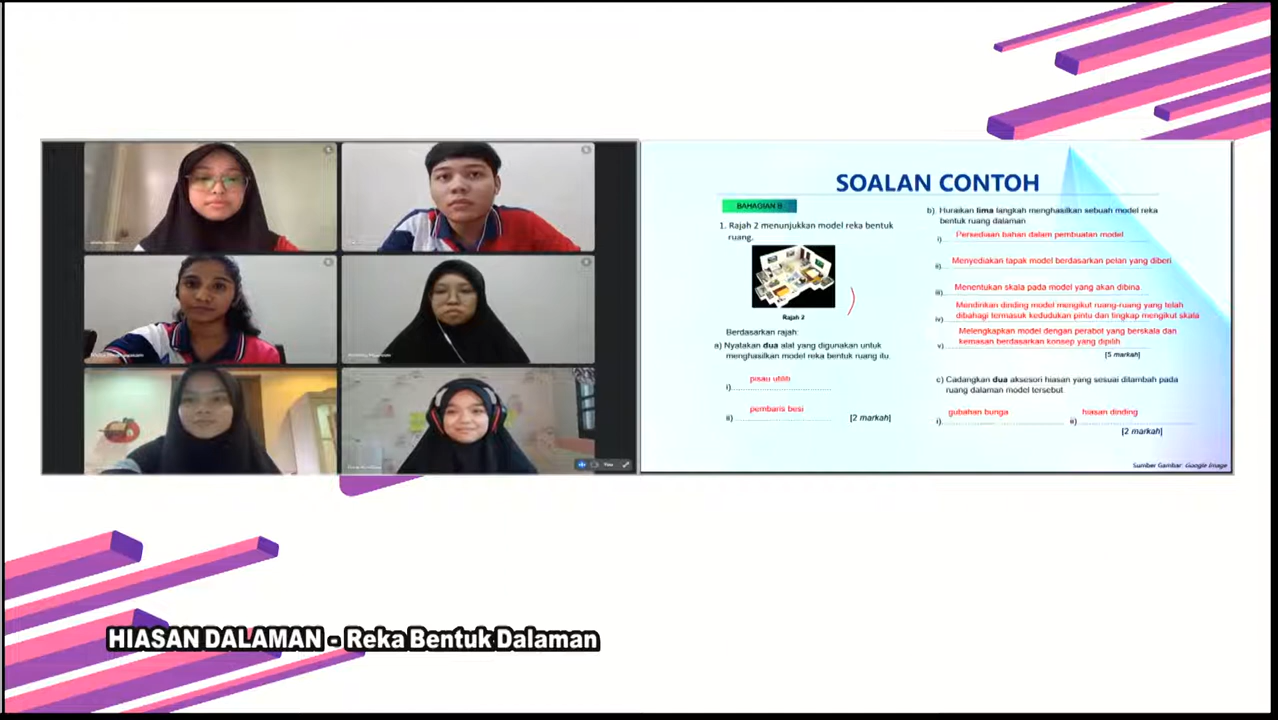 SOALAN CONTOH
BAHAGIAN B
1. Rajah 2 menunjukkan model reka bentuk
ruang.
Rajah 2
Berdasarkan rajah:
a) Nyatakan dua alat yang digunakan untuk
menghasilkan model reka bentuk ruang itu
i) pisau utiliti
ii) pembaris besi [2 markah]
b) Huraikan lima langkah menghasilkan sebuah model reka
bentuk ruang dalaman
i) Persediaan bahan dalam pembuatan model
ii) Menyediakan tapak model berdasarkan pelan yang diberi
iii) Menentukan skala pada model yang akan dibina
iv) Mendirikan dinding model mengikut ruang-ruang yang telah
dibahagi termasuk kedudukan pintu dan tingkap mengikut skala
v) Melengkapkan model dengan perabot yang berskala dan
kemasan berdasarkan konsep yang dipilih
[5 markah]
c) Cadangkan dua aksesori hiasan yang sesuai ditambah pada
ruang dalaman model tersebut
i) gubahan bunga ii) hiasan dinding
[2 markah]
Sumber Gambar: Google Image
You
HIASAN DALAMAN - Reka Bentuk Dalaman